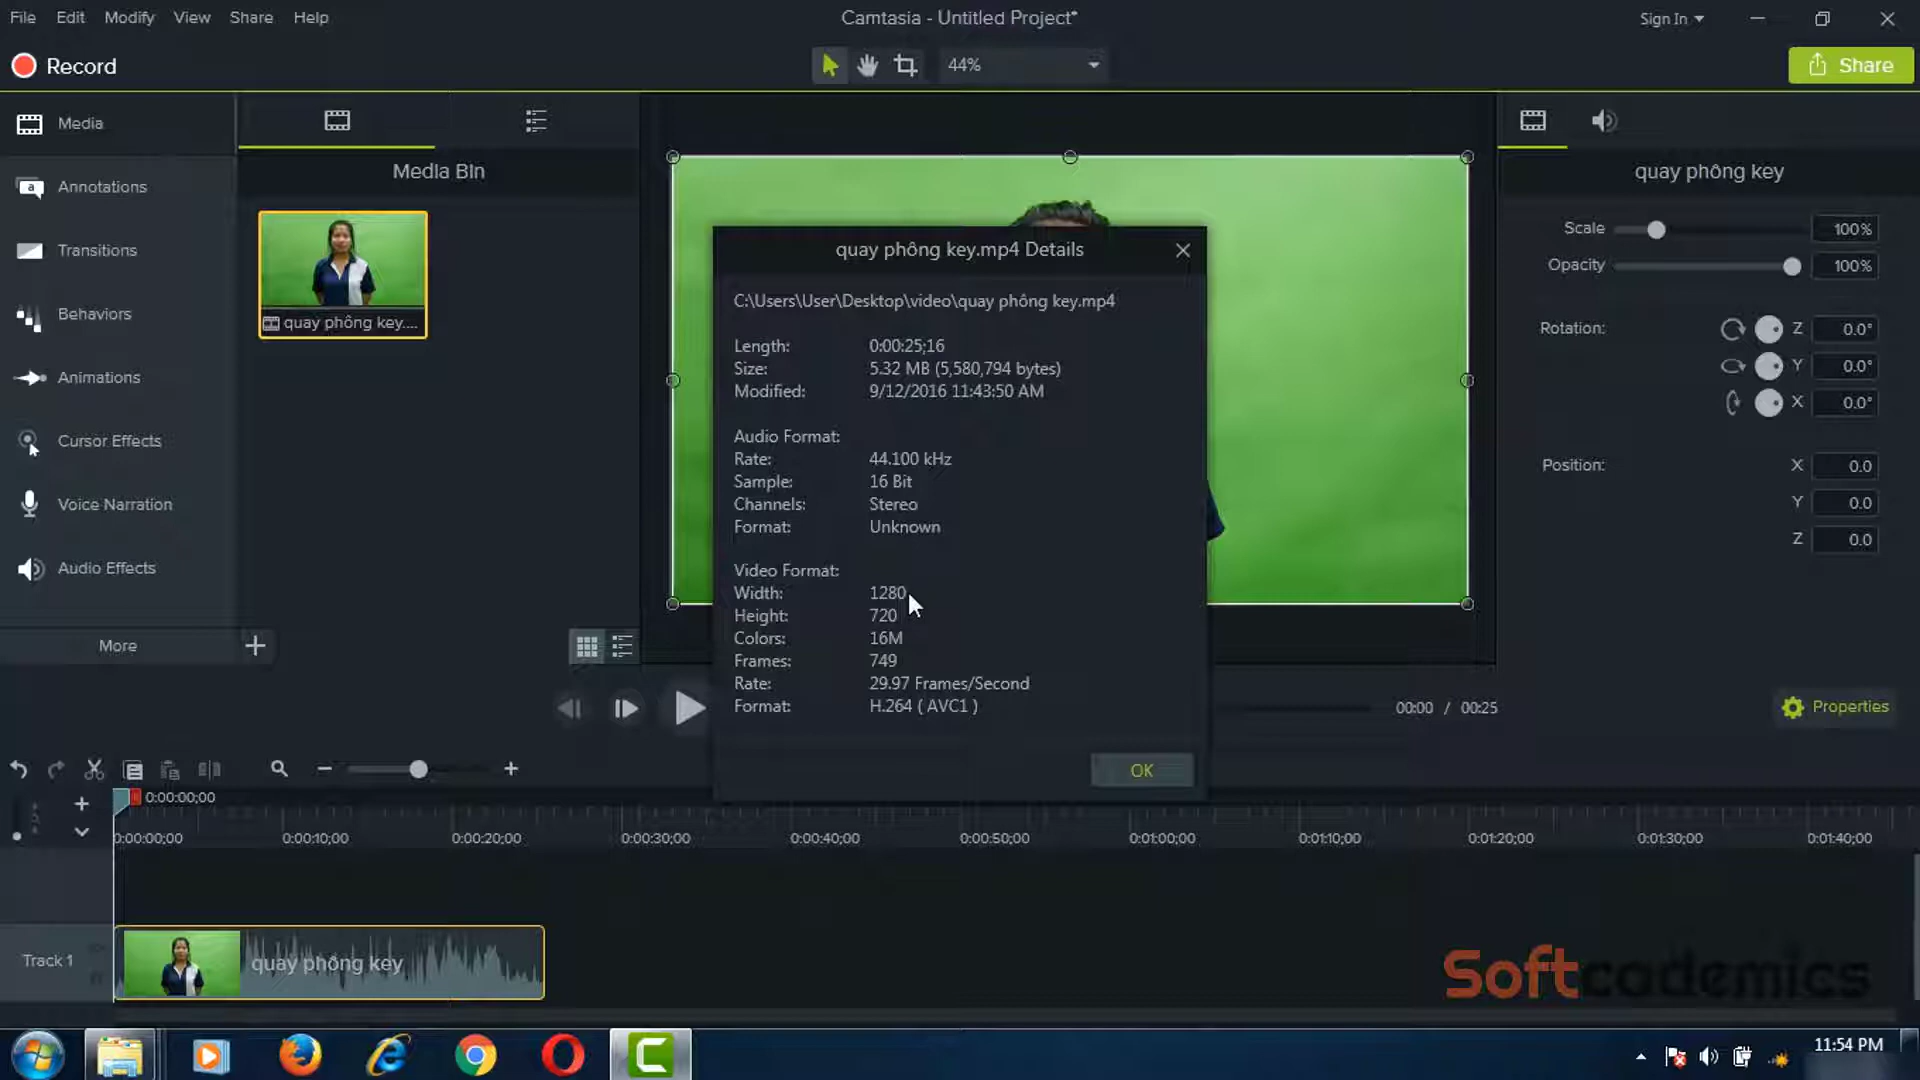 File Edit Modify View Share Help
Camtasia - Untitled Project*
Sign In
Record
44%
Share
Media
Annotations
Transitions
Behaviors
Animations
Cursor Effects
Voice Narration
Audio Effects
More
Media Bin
quay phông key....
quay phông key.mp4 Details
C:\Users\User\Desktop\video\quay phông key.mp4
Length: 0:00:25;16
Size: 5.32 MB (5,580,794 bytes)
Modified: 9/12/2016 11:43:50 AM
Audio Format:
Rate: 44.100 kHz
Sample: 16 Bit
Channels: Stereo
Format: Unknown
Video Format:
Width: 1280
Height: 720
Colors: 16M
Frames: 749
Rate: 29.97 Frames/Second
Format: H.264 ( AVC1 )
OK
quay phông key
Scale 100%
Opacity 100%
Rotation: Z 0.0°
Y 0.0°
X 0.0°
Position: X 0.0
Y 0.0
Z 0.0
00:00 / 00:25
Properties
0:00:00;00
0:00:00;00 0:00:10;00 0:00:20;00 0:00:30;00 0:00:40;00 0:00:50;00 0:01:00;00 0:01:10;00 0:01:20;00 0:01:30;00 0:01:40;00
Track 1
quay phông key
Softcademics
11:54 PM